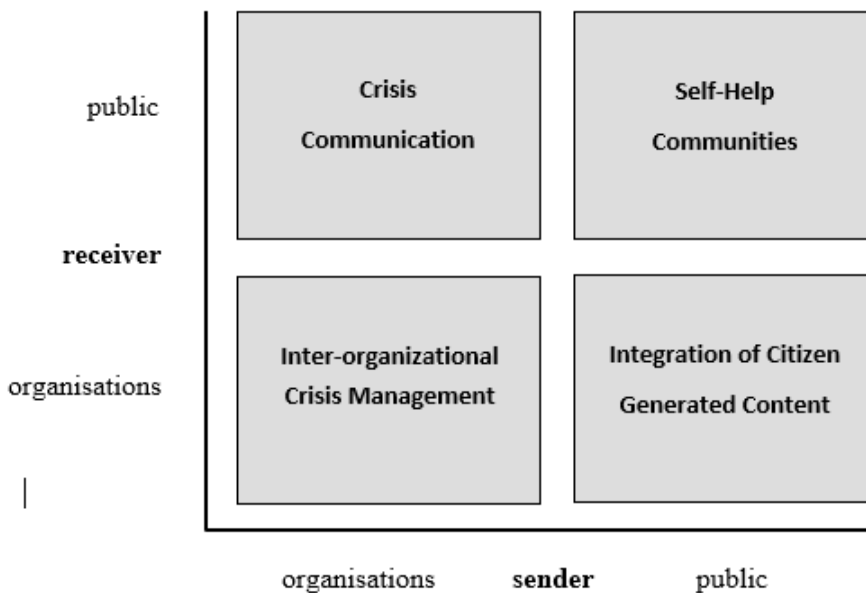 Crisis
Communication
Self-Help
Communities
public
receiver
Inter-organizational
Crisis Management
Integration of Citizen
Generated Content
organisations
organisations sender public